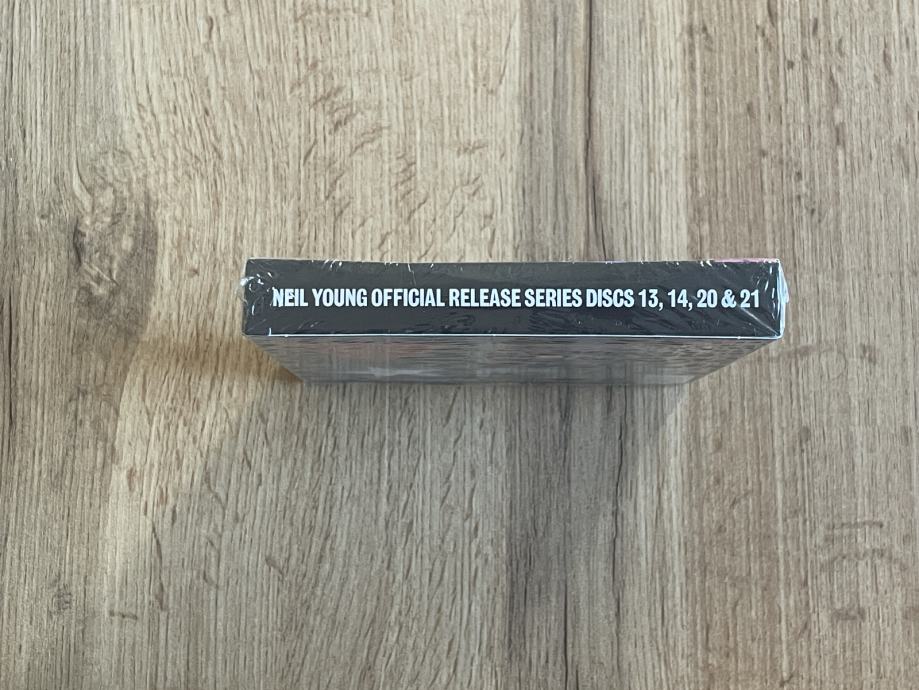 NEIL YOUNG OFFICIAL RELEASE SERIES DISCS 13, 14, 20 & 21